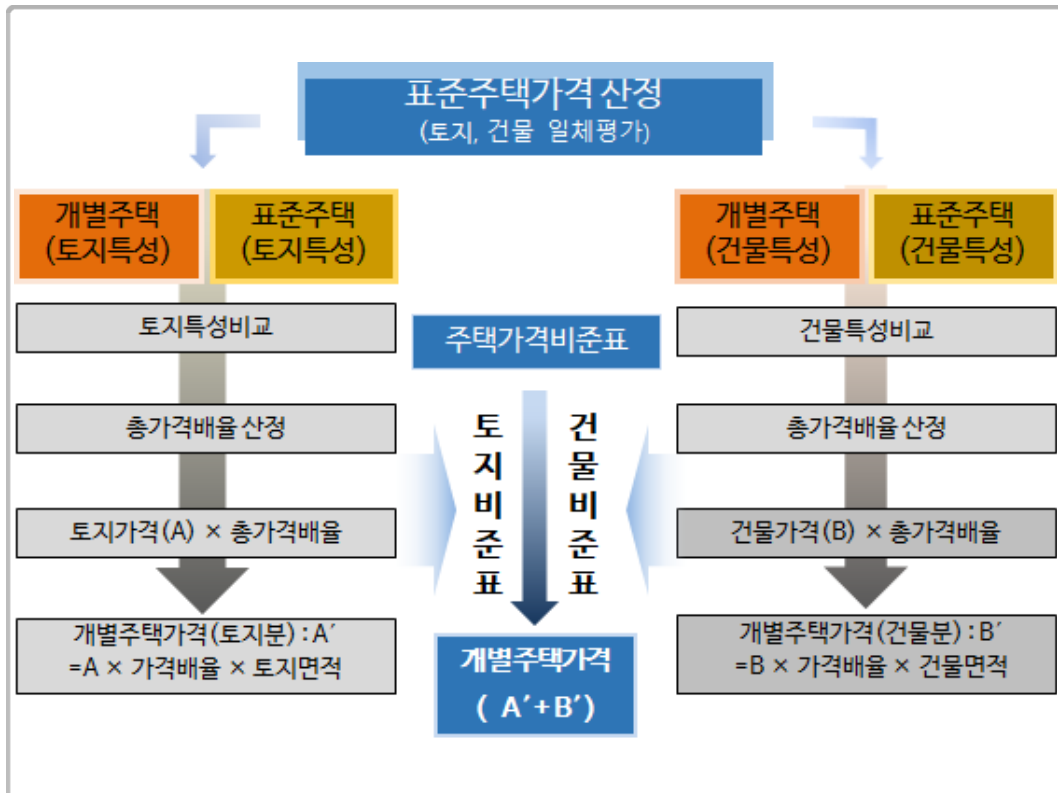 표준주택가격 산정
(토지, 건물 일체평가)
개별주택
(토지특성)
표준주택
(토지특성)
개별주택
(건물특성)
표준주택
(건물특성)
토지특성비교
주택가격비준표
건물특성비교
총가격배율 산정
토지비준표
건물비준표
총가격배율 산정
토지가격(A) × 총가격배율
건물가격(B) × 총가격배율
개별주택가격(토지분) : A′
=A × 가격배율 × 토지면적
개별주택가격
( A′+B′)
개별주택가격(건물분) : B′
=B × 가격배율 × 건물면적